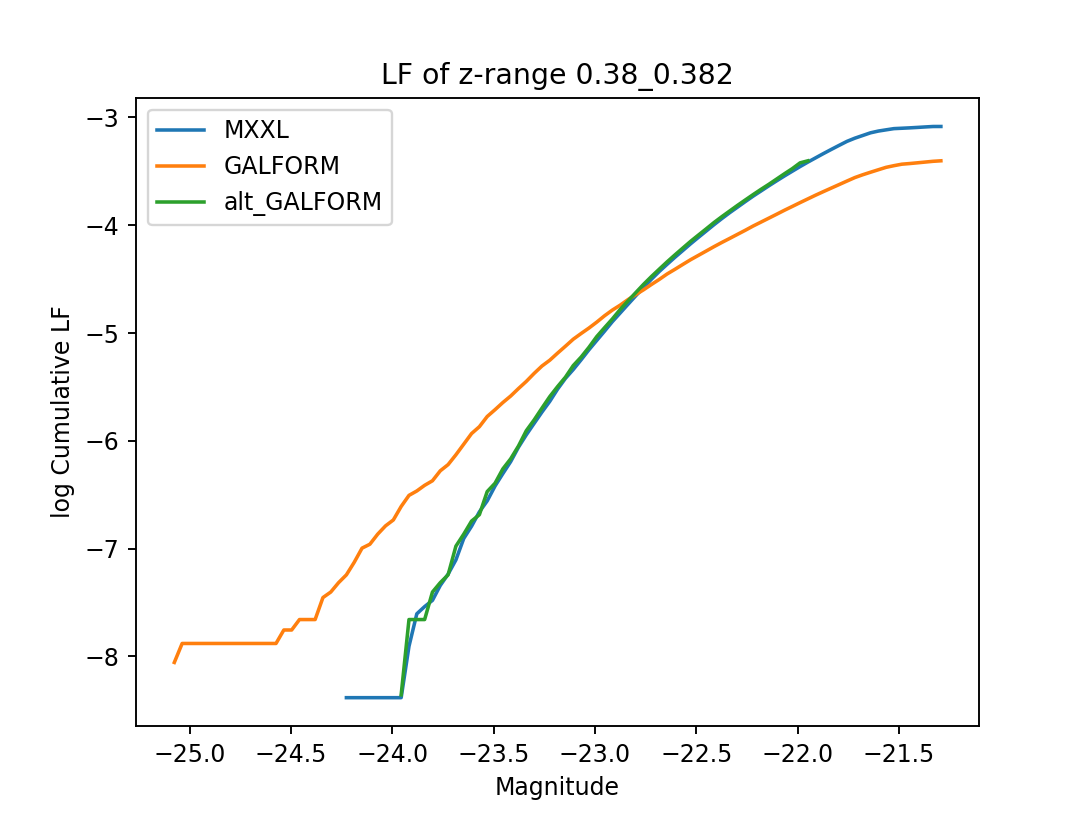 LF of z-range 0.38_0.382
MXXL
GALFORM
alt_GALFORM
−3
−4
−5
−6
−7
−8
log Cumulative LF
−25.0
−24.5
−24.0
−23.5
−23.0
−22.5
−22.0
−21.5
Magnitude